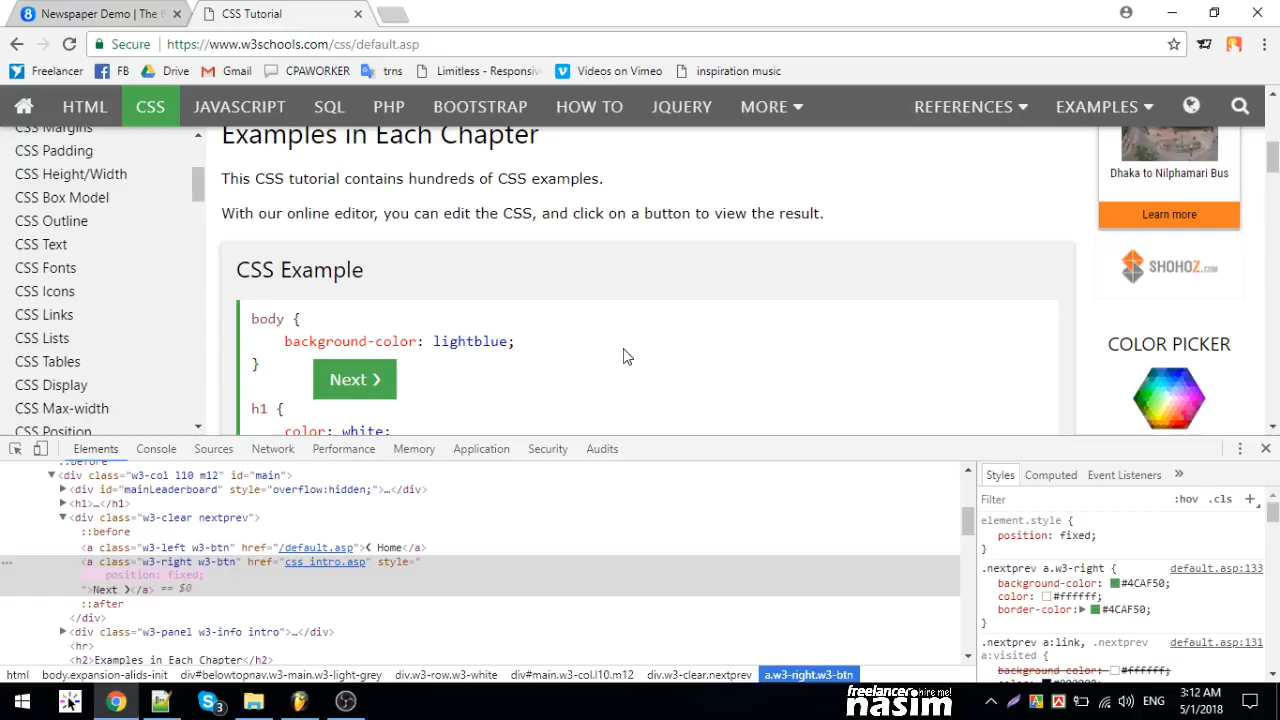 Newspaper Demo | The
CSS Tutorial
Secure
https://www.w3schools.com/css/default.asp
Freelancer
FB
Drive
Gmail
CPAWORKER
trns
Limitless - Responsiv
Videos on Vimeo
inspiration music
HTML
CSS
JAVASCRIPT
SQL
PHP
BOOTSTRAP
HOW TO
JQUERY
MORE
REFERENCES
EXAMPLES
CSS Margins
CSS Padding
CSS Height/Width
CSS Box Model
CSS Outline
CSS Text
CSS Fonts
CSS Icons
CSS Links
CSS Lists
CSS Tables
CSS Display
CSS Max-width
CSS Position
Examples in Each Chapter
This CSS tutorial contains hundreds of CSS examples.
With our online editor, you can edit the CSS, and click on a button to view the result.
CSS Example
body {
background-color: lightblue;
}
Next ❯
h1 {
color: white;
Dhaka to Nilphamari Bus
Learn more
SHOHOZ.COM
COLOR PICKER
Elements
Console
Sources
Network
Performance
Memory
Application
Security
Audits
::before
<div class="w3-col l10 m12" id="main">
<div id="mainLeaderboard" style="overflow:hidden;">…</div>
<h1>…</h1>
<div class="w3-clear nextprev">
::before
<a class="w3-left w3-btn" href="/default.asp">❮ Home</a>
<a class="w3-right w3-btn" href="css_intro.asp" style="
position: fixed;
">Next ❯</a> == $0
::after
</div>
<div class="w3-panel w3-info intro">…</div>
<hr>
<h2>Examples in Each Chapter</h2>
html
body.expansion-alids-init
div#belowtopnav.w3-main.w3-light-grey
div.w3-row.w3-white
div#main.w3-col.l10.m12
div.w3-clear.nextprev
a.w3-right.w3-btn
Styles
Computed
Event Listeners
»
Filter
:hov
.cls
+
element.style {
position: fixed;
}
.nextprev a.w3-right {
default.asp:133
background-color: #4CAF50;
color: #ffffff;
border-color: #4CAF50;
}
.nextprev a:link, .nextprev
default.asp:131
a:visited {
background-color: #ffffff;
3
freelancer hire me!
nasim
ENG
3:12 AM
5/1/2018